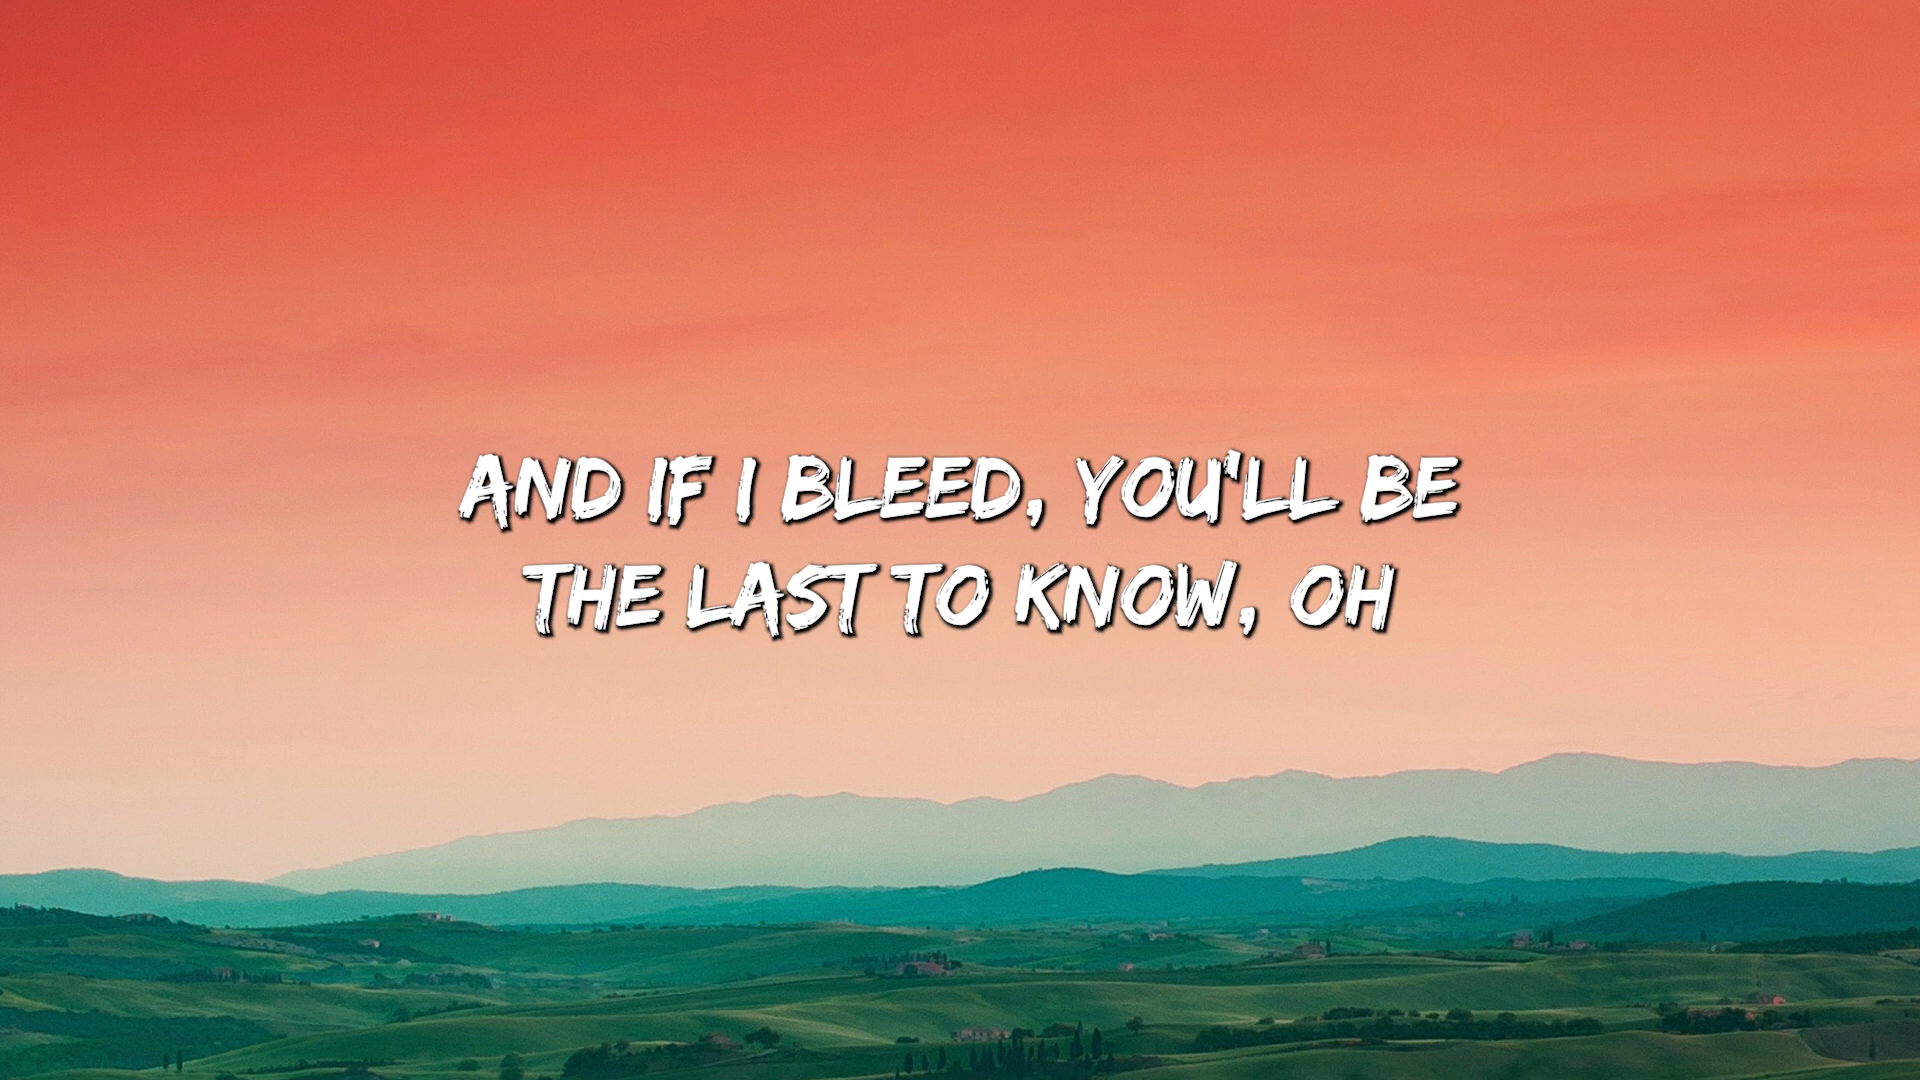 AND IF I BLEED, YOU'LL BE
THE LAST TO KNOW, OH